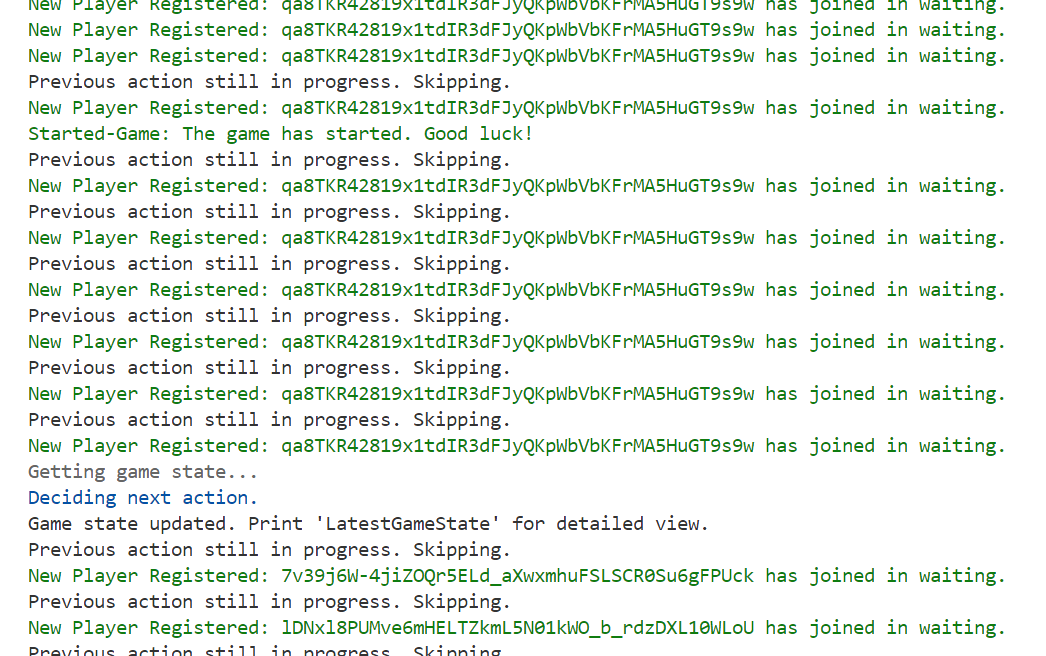 New Player Registered: qa8TKR42819x1tdIR3dFJyQKpWbVbKFrMA5HuGT9s9w has joined in waiting.
New Player Registered: qa8TKR42819x1tdIR3dFJyQKpWbVbKFrMA5HuGT9s9w has joined in waiting.
New Player Registered: qa8TKR42819x1tdIR3dFJyQKpWbVbKFrMA5HuGT9s9w has joined in waiting.
Previous action still in progress. Skipping.
New Player Registered: qa8TKR42819x1tdIR3dFJyQKpWbVbKFrMA5HuGT9s9w has joined in waiting.
Started-Game: The game has started. Good luck!
Previous action still in progress. Skipping.
New Player Registered: qa8TKR42819x1tdIR3dFJyQKpWbVbKFrMA5HuGT9s9w has joined in waiting.
Previous action still in progress. Skipping.
New Player Registered: qa8TKR42819x1tdIR3dFJyQKpWbVbKFrMA5HuGT9s9w has joined in waiting.
Previous action still in progress. Skipping.
New Player Registered: qa8TKR42819x1tdIR3dFJyQKpWbVbKFrMA5HuGT9s9w has joined in waiting.
Previous action still in progress. Skipping.
New Player Registered: qa8TKR42819x1tdIR3dFJyQKpWbVbKFrMA5HuGT9s9w has joined in waiting.
Previous action still in progress. Skipping.
New Player Registered: qa8TKR42819x1tdIR3dFJyQKpWbVbKFrMA5HuGT9s9w has joined in waiting.
Previous action still in progress. Skipping.
New Player Registered: qa8TKR42819x1tdIR3dFJyQKpWbVbKFrMA5HuGT9s9w has joined in waiting.
Getting game state...
Deciding next action.
Game state updated. Print 'LatestGameState' for detailed view.
Previous action still in progress. Skipping.
New Player Registered: 7v39j6W-4jiZOQr5ELd_aXwxmhuFSLSCR0Su6gFPUck has joined in waiting.
Previous action still in progress. Skipping.
New Player Registered: lDNxl8PUMve6mHELTZkmL5N01kWO_b_rdzDXL10WLoU has joined in waiting.
Previous action still in progress. Skipping.